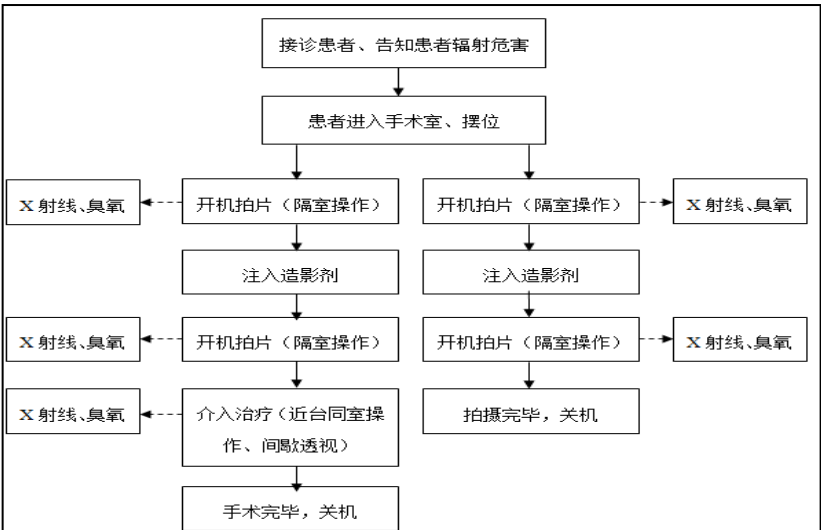 接诊患者、告知患者辐射危害
患者进入手术室、摆位
X 射线、臭氧
开机拍片（隔室操作）
开机拍片（隔室操作）
X 射线、臭氧
注入造影剂
注入造影剂
X 射线、臭氧
开机拍片（隔室操作）
开机拍片（隔室操作）
X 射线、臭氧
X 射线、臭氧
介入治疗（近台同室操
作、间歇透视）
拍摄完毕，关机
手术完毕，关机